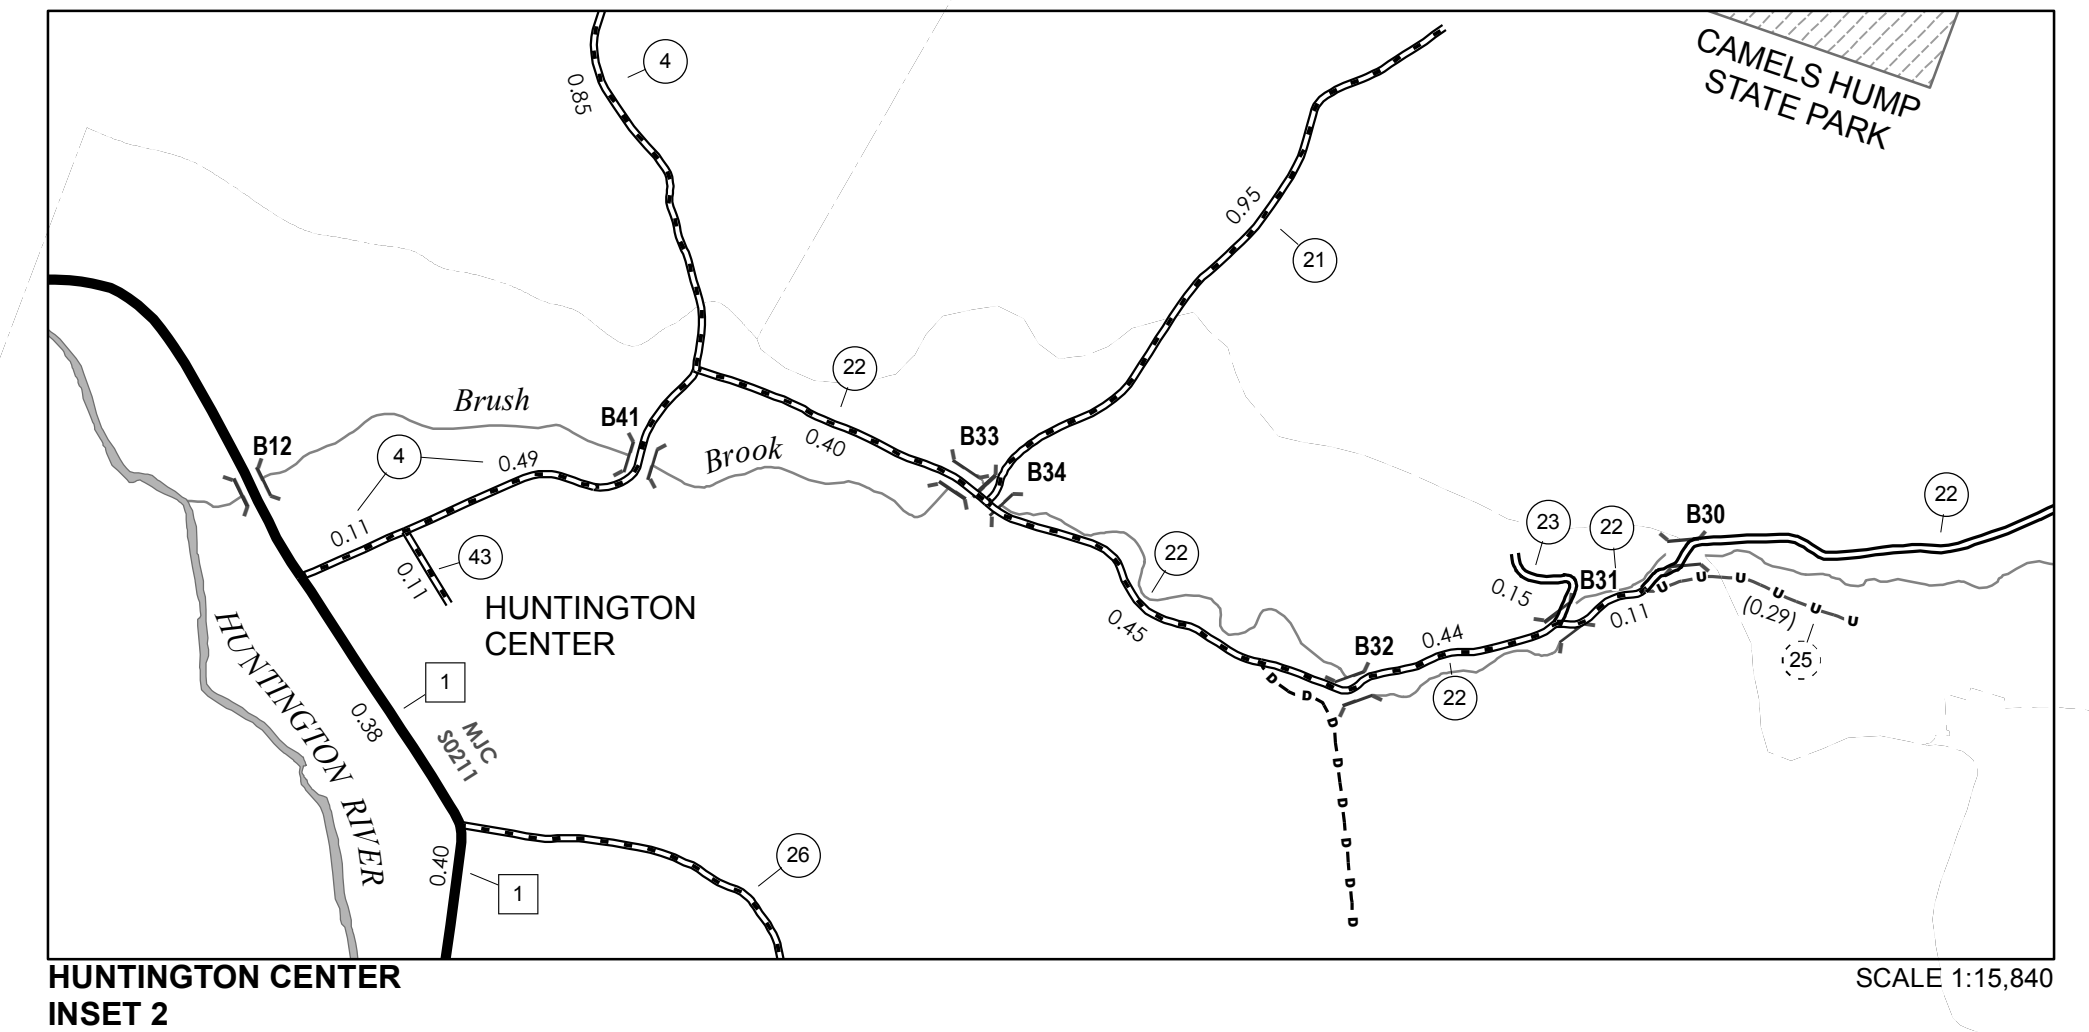 4
0.85
CAMELS HUMP
STATE PARK
0.95
21
22
Brush
B41
0.40
B12
Brook
B33
B34
4
0.49
0.11
43
0.11
HUNTINGTON
CENTER
22
0.45
23
22
B30
22
B31
0.15
0.11
U U U U U U
(0.29)
25
B32
0.44
22
D D D D D D D D
HUNTINGTON RIVER
1
0.38
MJC
S0211
0.40
1
26
HUNTINGTON CENTER
INSET 2
SCALE 1:15,840